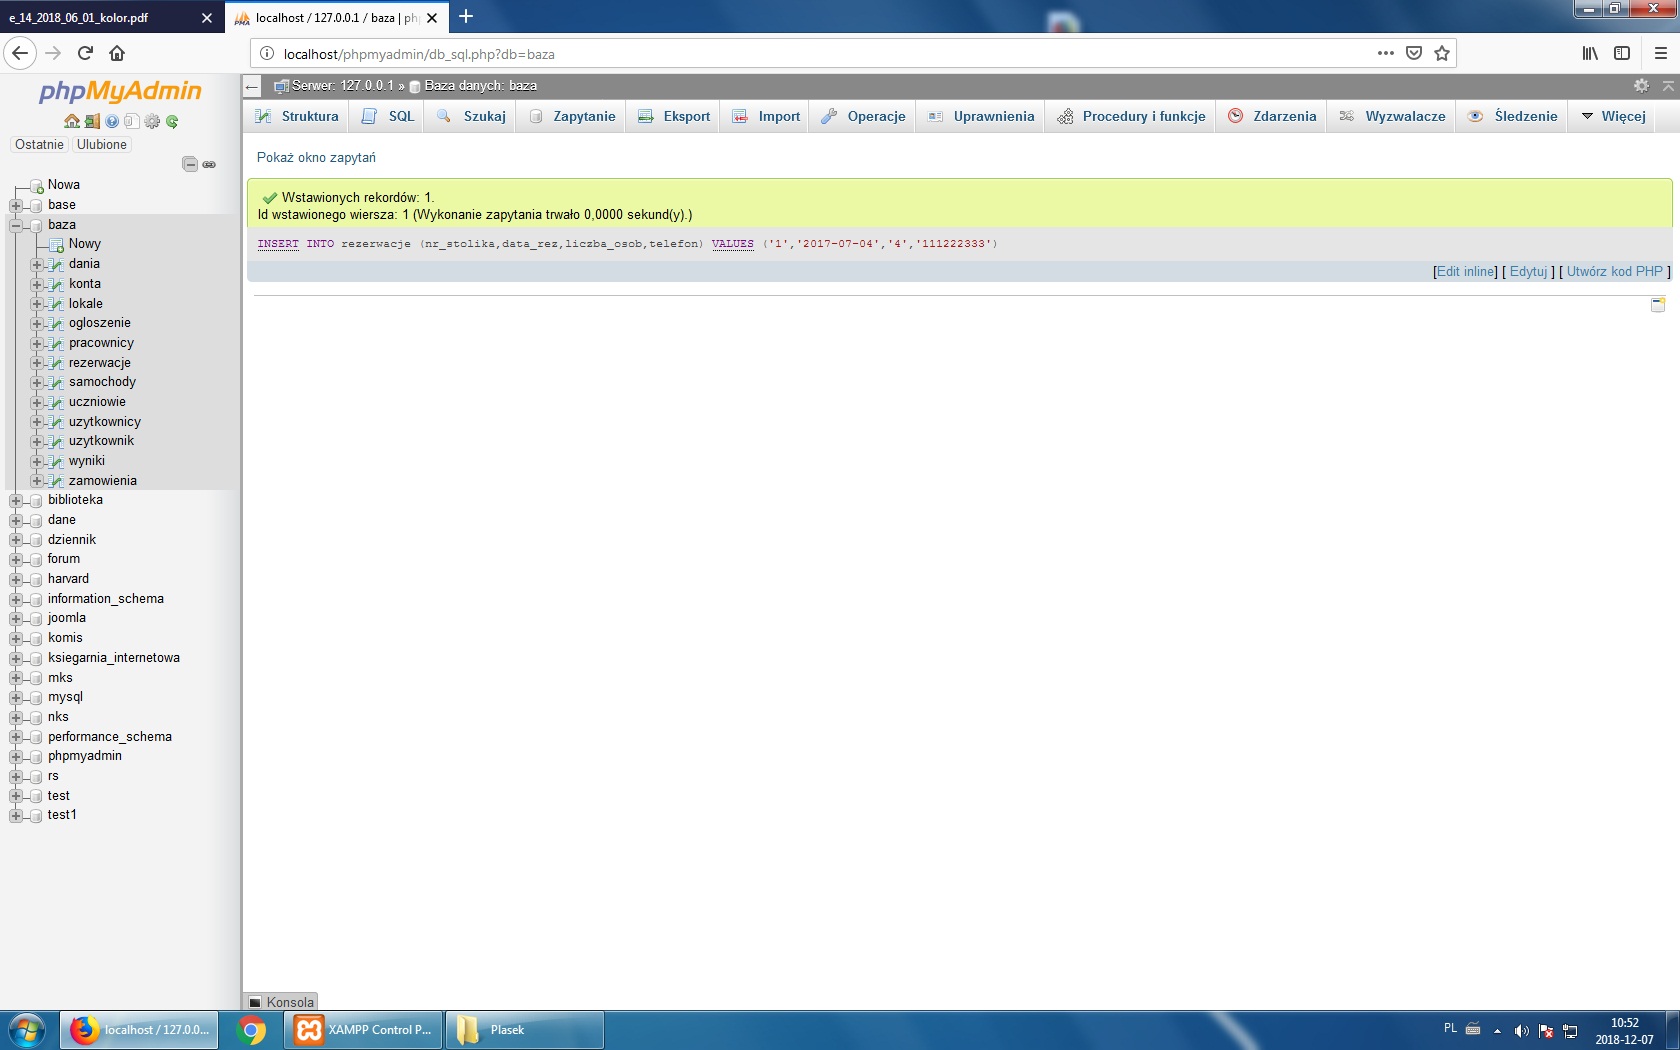 e_14_2018_06_01_kolor.pdf
localhost / 127.0.0.1 / baza | ph
localhost/phpmyadmin/db_sql.php?db=baza
phpMyAdmin
Ostatnie Ulubione
Nowa
base
baza
Nowy
dania
konta
lokale
ogloszenie
pracownicy
rezerwacje
samochody
uczniowie
uzytkownicy
uzytkownik
wyniki
zamowienia
biblioteka
dane
dziennik
forum
harvard
information_schema
joomla
komis
ksiegarnia_internetowa
mks
mysql
nks
performance_schema
phpmyadmin
rs
test
test1
Serwer: 127.0.0.1 » Baza danych: baza
Struktura SQL Szukaj Zapytanie Eksport Import Operacje Uprawnienia Procedury i funkcje Zdarzenia Wyzwalacze Śledzenie Więcej
Pokaż okno zapytań
Wstawionych rekordów: 1.
Id wstawionego wiersza: 1 (Wykonanie zapytania trwało 0,0000 sekund(y).)
INSERT INTO rezerwacje (nr_stolika,data_rez,liczba_osob,telefon) VALUES ('1','2017-07-04','4','111222333')
[Edit inline] [ Edytuj ] [ Utwórz kod PHP ]
Konsola
localhost / 127.0.0... XAMPP Control P... Plasek
PL 10:52
2018-12-07